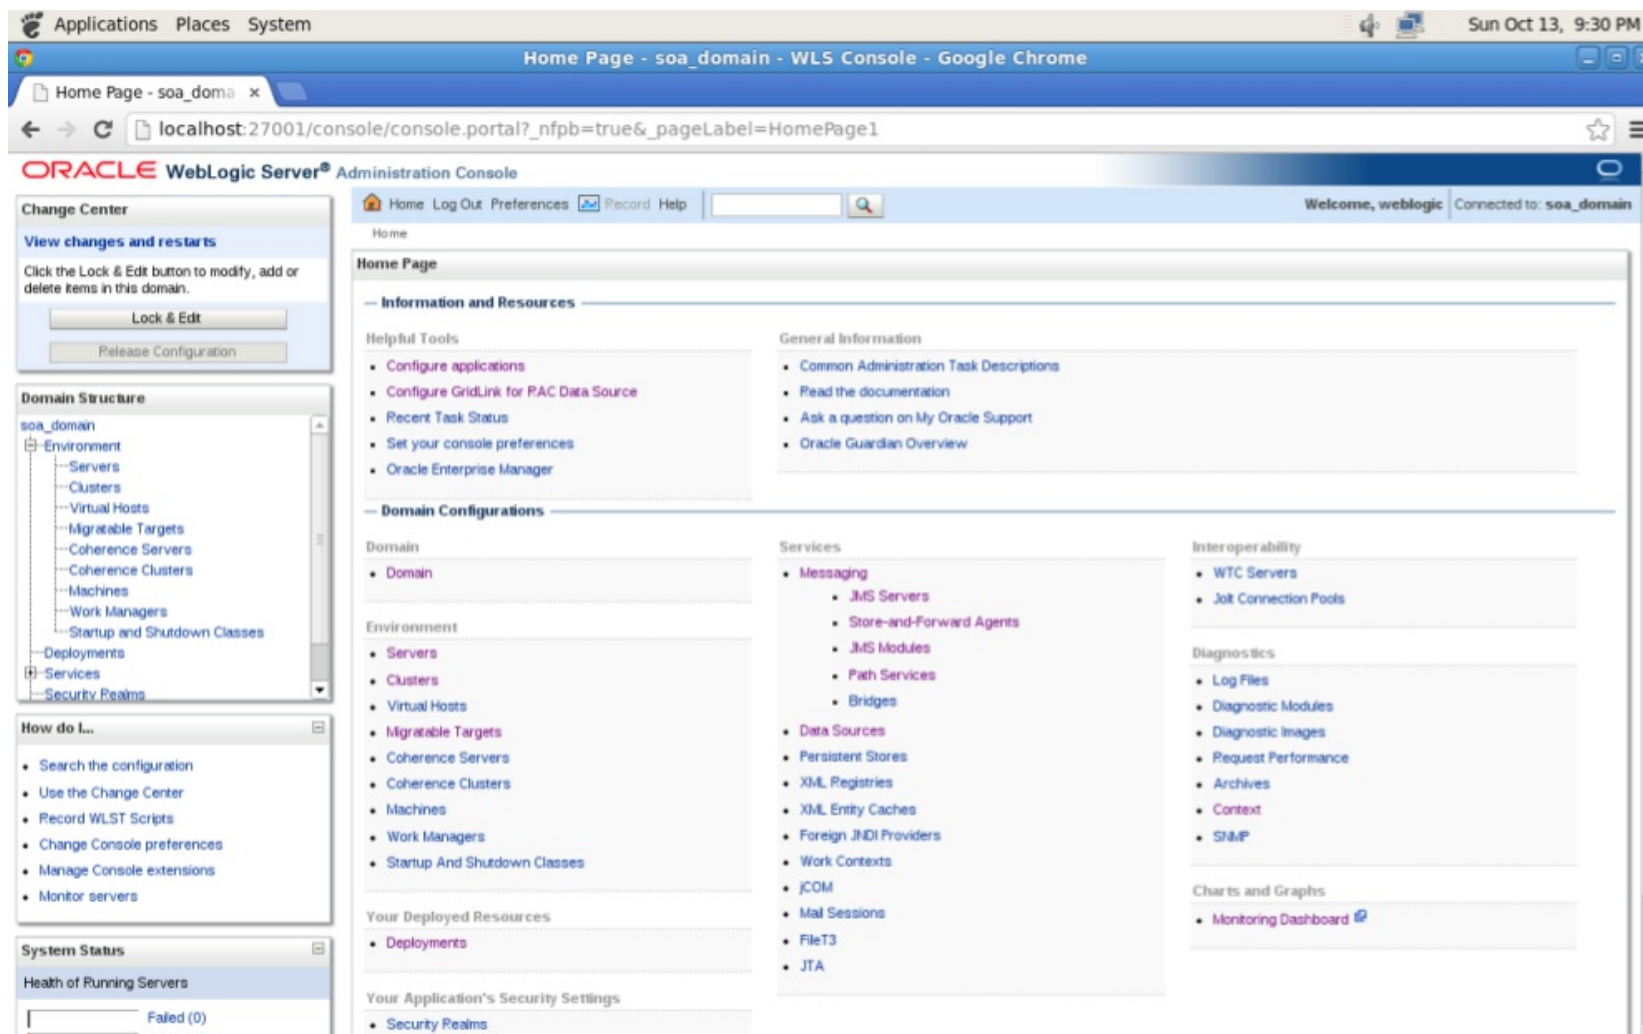 Applications Places System
Sun Oct 13, 9:30 PM
Home Page - soa_domain - WLS Console - Google Chrome
Home Page - soa_doma
localhost:27001/console/console.portal?_nfpb=true&_pageLabel=HomePage1
ORACLE WebLogic Server® Administration Console
Change Center
View changes and restarts
Click the Lock & Edit button to modify, add or
delete items in this domain.
Lock & Edit
Release Configuration
Domain Structure
soa_domain
Environment
Servers
Clusters
Virtual Hosts
Migratable Targets
Coherence Servers
Coherence Clusters
Machines
Work Managers
Startup and Shutdown Classes
Deployments
Services
Security Realms
How do I...
Search the configuration
Use the Change Center
Record WLST Scripts
Change Console preferences
Manage Console extensions
Monitor servers
System Status
Health of Running Servers
Failed (0)
Home Log Out Preferences Record Help
Welcome, weblogic Connected to: soa_domain
Home
Home Page
Information and Resources
Helpful Tools
Configure applications
Configure GridLink for RAC Data Source
Recent Task Status
Set your console preferences
Oracle Enterprise Manager
General Information
Common Administration Task Descriptions
Read the documentation
Ask a question on My Oracle Support
Oracle Guardian Overview
Domain Configurations
Domain
Domain
Environment
Servers
Clusters
Virtual Hosts
Migratable Targets
Coherence Servers
Coherence Clusters
Machines
Work Managers
Startup And Shutdown Classes
Your Deployed Resources
Deployments
Your Application's Security Settings
Security Realms
Services
Messaging
JMS Servers
Store-and-Forward Agents
JMS Modules
Path Services
Bridges
Data Sources
Persistent Stores
XML Registries
XML Entity Caches
Foreign JNDI Providers
Work Contexts
jCOM
Mail Sessions
FileT3
JTA
Interoperability
WTC Servers
Jolt Connection Pools
Diagnostics
Log Files
Diagnostic Modules
Diagnostic Images
Request Performance
Archives
Context
SNMP
Charts and Graphs
Monitoring Dashboard